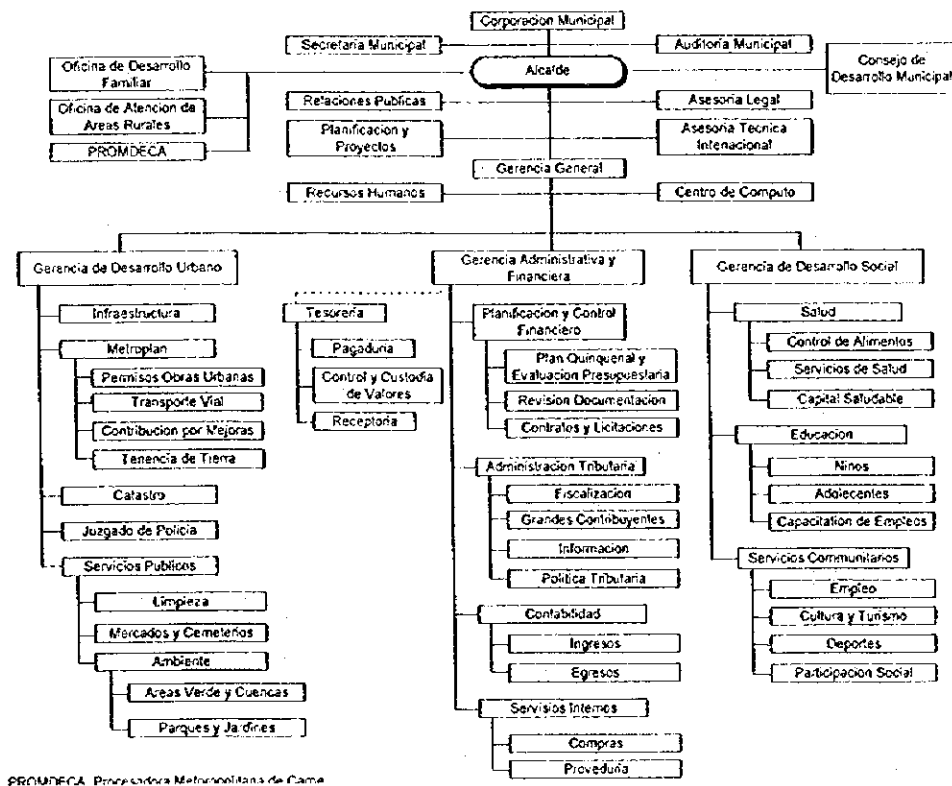 Corporacion Municipal
Secretaria Municipal
Auditoria Municipal
Alcalde
Consejo de
Desarrollo Municipal
Oficina de Desarrollo
Familiar
Oficina de Atencion de
Areas Rurales
PROMDECA
Relaciones Publicas
Asesoria Legal
Planificacion y
Proyectos
Asesoria Tecnica
Intenacional
Gerencia General
Recursos Humanos
Centro de Computo
Gerencia de Desarrollo Urbano
Infraestructura
Metroplan
Permisos Obras Urbanas
Transporte Vial
Contribucion por Mejoras
Tenencia de Tierra
Catastro
Juzgado de Policia
Servicios Publicos
Limpieza
Mercados y Cemeterios
Ambiente
Areas Verde y Cuencas
Parques y Jardines
Gerencia Administrativa y
Financiera
Tesoreria
Pagaduria
Control y Custodia
de Valores
Receptoria
Planificacion y Control
Financiero
Plan Quinquenal y
Evaluacion Presupuestaria
Revision Documentacion
Contratos y Licitaciones
Administracion Tributaria
Fiscalizacion
Grandes Contribuyentes
Informacion
Politica Tributaria
Contabilidad
Ingresos
Egresos
Servisios Internos
Compras
Proveduria
Gerencia de Desarrollo Social
Salud
Control de Alimentos
Servicios de Salud
Capital Saludable
Educacion
Ninos
Adolecentes
Capacitation de Empleos
Servicios Communitarios
Empleo
Cultura y Turismo
Deportes
Participacion Social
PROMDECA Procesadora Metoropolitana de Carne